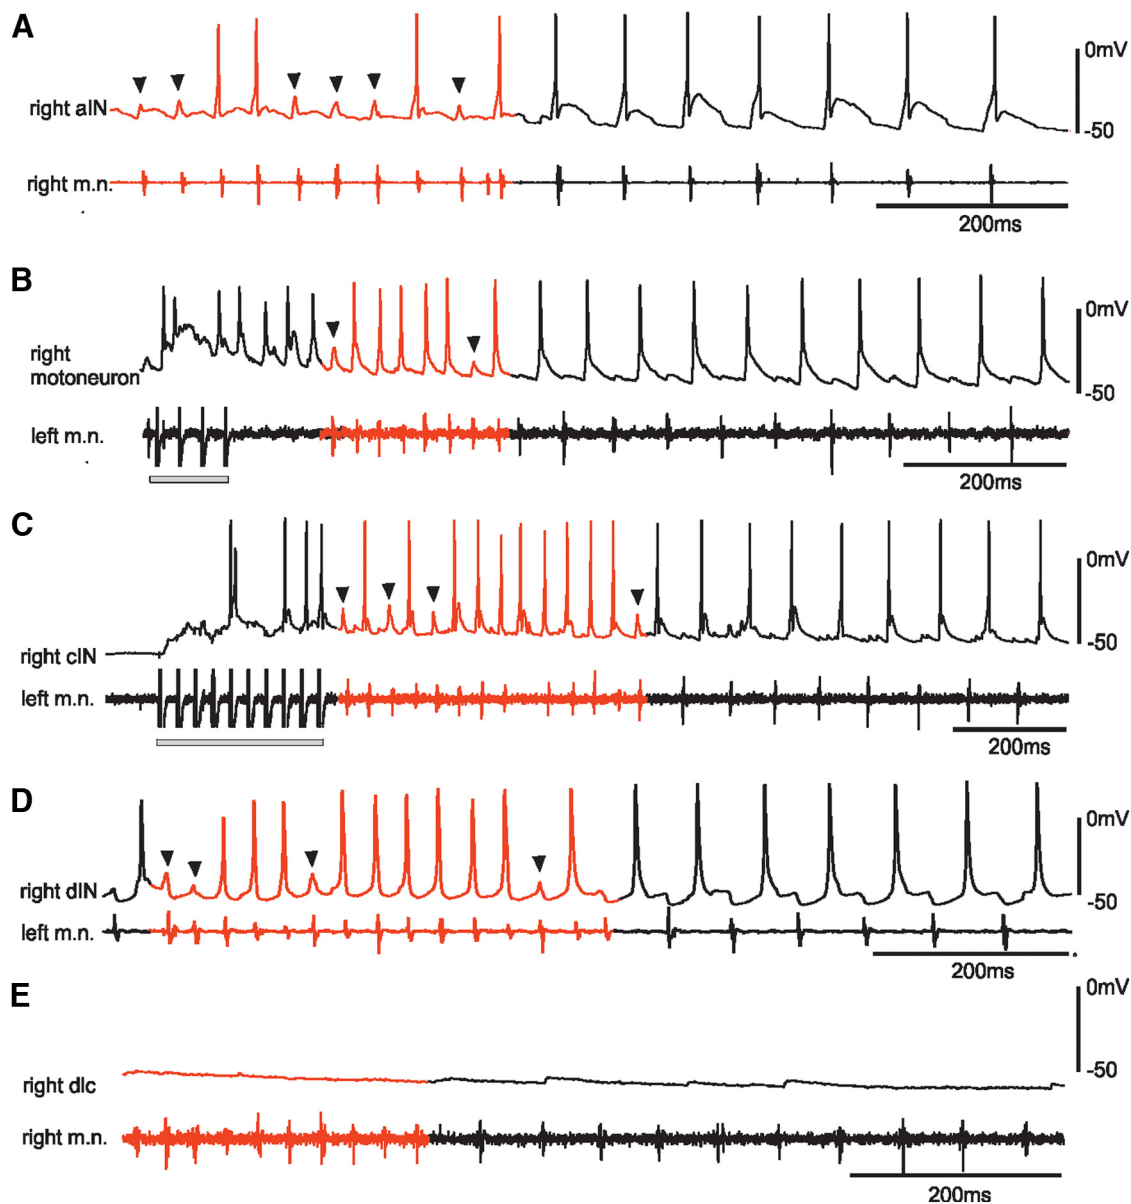 A
0mV
right aIN
-50
right m.n.
200ms
B
0mV
right
motoneuron
-50
left m.n.
200ms
C
0mV
-50
right cIN
left m.n.
200ms
D
0mV
right dIN
-50
left m.n.
200ms
E
0mV
-50
right dlc
right m.n.
200ms